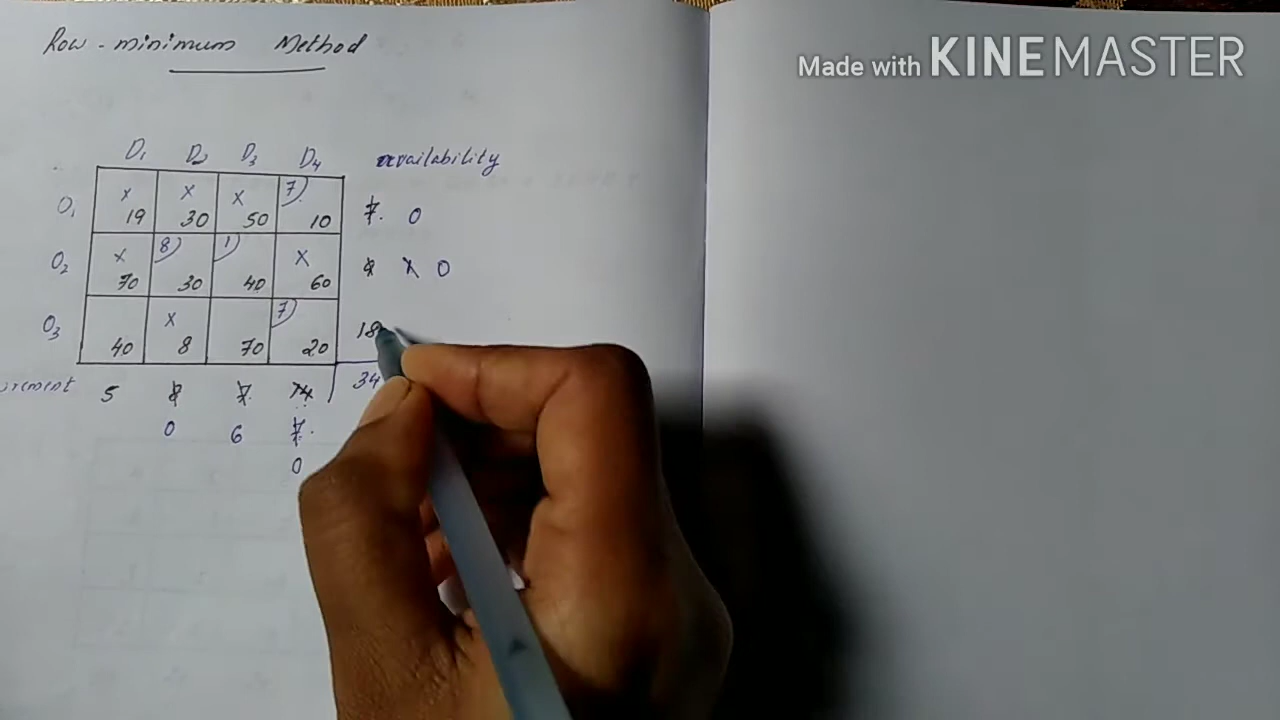 Row - minimum Method
Made with KINEMASTER
D1 D2 D3 D4 availability
O1 x 19 x 30 x 50 7 10 7. 0
O2 x 70 8 30 1 40 x 60 9 1 0
O3 40 x 8 70 7 20 18
rement 5 8 7. 14 34
0 6 7.
0